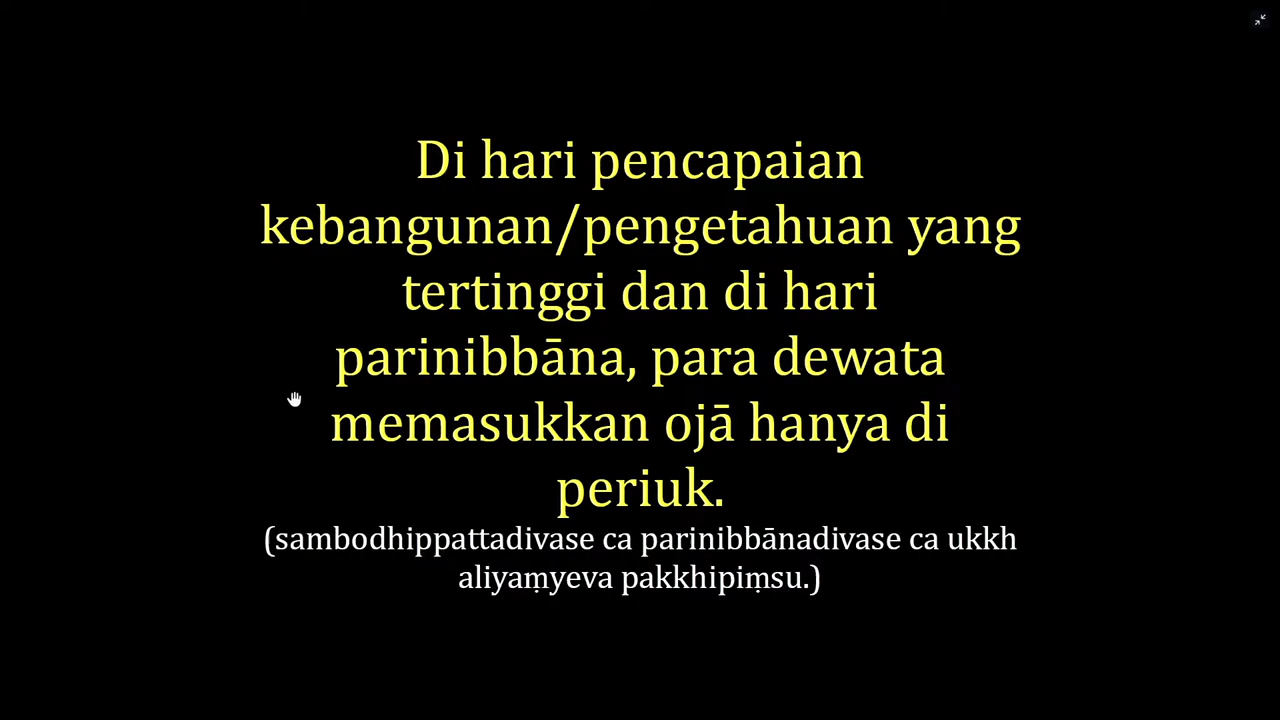 Di hari pencapaian
kebangunan/pengetahuan yang
tertinggi dan di hari
parinibbāna, para dewata
memasukkan ojā hanya di
periuk.
(sambodhippattadivase ca parinibbānadivase ca ukkh
aliyaṃyeva pakkhipiṃsu.)